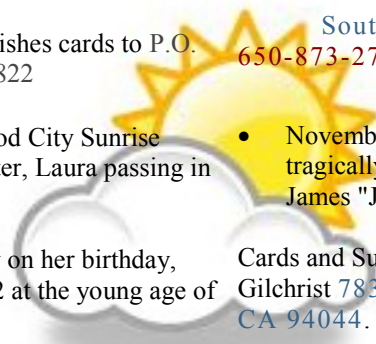 ishes cards to P.O.
822
od City Sunrise
ter, Laura passing in
on her birthday,
2 at the young age of
Sout
650-873-27
• Novemb
tragically
James "J
Cards and Su
Gilchrist 783
CA 94044.